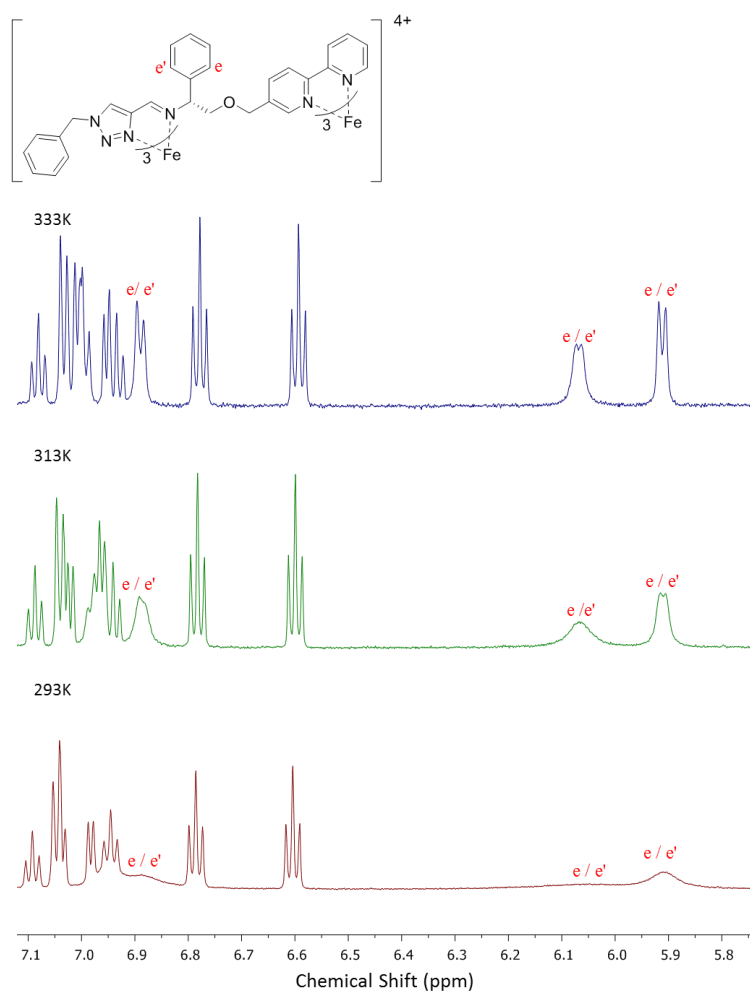 4+
e'
e
N
O
N
N
N
N
N
3
Fe
3
Fe
333K
e/ e'
e / e'
e / e'
313K
e / e'
e /e'
e / e'
293K
e / e'
e / e'
e / e'
7.1 7.0 6.9 6.8 6.7 6.6 6.5 6.4 6.3 6.2 6.1 6.0 5.9 5.8
Chemical Shift (ppm)